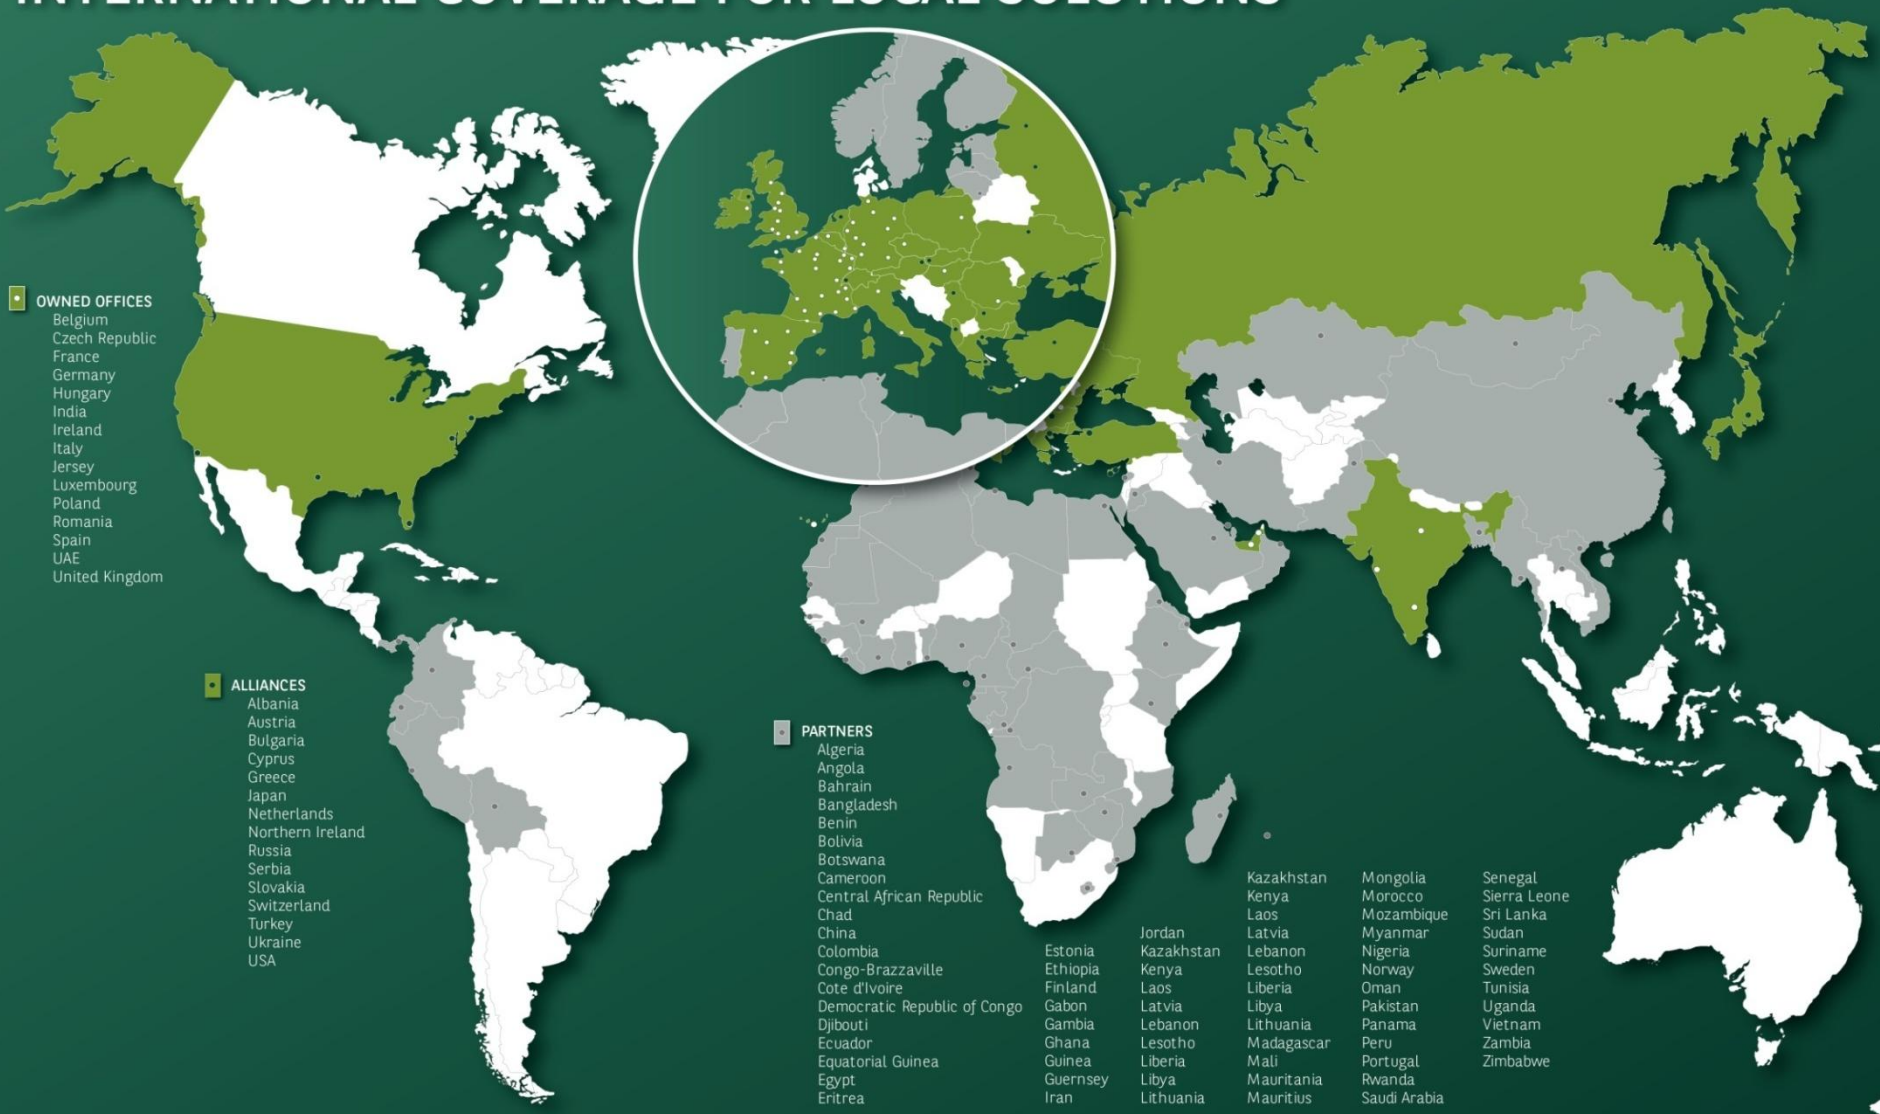 INTERNATIONAL COVERAGE FOR LOCAL SOLUTIONS
OWNED OFFICES
Belgium
Czech Republic
France
Germany
Hungary
India
Ireland
Italy
Jersey
Luxembourg
Poland
Romania
Spain
UAE
United Kingdom
ALLIANCES
Albania
Austria
Bulgaria
Cyprus
Greece
Japan
Netherlands
Northern Ireland
Russia
Serbia
Slovakia
Switzerland
Turkey
Ukraine
USA
PARTNERS
Algeria
Angola
Bahrain
Bangladesh
Benin
Bolivia
Botswana
Cameroon
Central African Republic
Chad
China
Colombia
Congo-Brazzaville
Cote d'Ivoire
Democratic Republic of Congo
Djibouti
Ecuador
Equatorial Guinea
Egypt
Eritrea
Estonia
Ethiopia
Finland
Gabon
Gambia
Ghana
Guinea
Guernsey
Iran
Jordan
Kazakhstan
Kenya
Laos
Latvia
Lebanon
Lesotho
Liberia
Libya
Lithuania
Kazakhstan
Kenya
Laos
Latvia
Lebanon
Lesotho
Liberia
Libya
Lithuania
Madagascar
Mali
Mauritania
Mauritius
Mongolia
Morocco
Mozambique
Myanmar
Nigeria
Norway
Oman
Pakistan
Panama
Peru
Portugal
Rwanda
Saudi Arabia
Senegal
Sierra Leone
Sri Lanka
Sudan
Suriname
Sweden
Tunisia
Uganda
Vietnam
Zambia
Zimbabwe